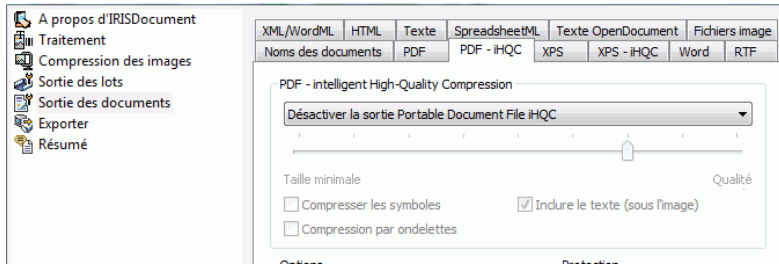 A propos d'IRISDocument
Traitement
Compression des images
Sortie des lots
Sortie des documents
Exporter
Résumé
XML/WordML HTML Texte SpreadsheetML Texte OpenDocument Fichiers image
Noms des documents PDF PDF - iHQC XPS XPS - iHQC Word RTF
PDF - intelligent High-Quality Compression
Désactiver la sortie Portable Document File iHQC
Taille minimale Qualité
Compresser les symboles Inclure le texte (sous l'image)
Compression par ondelettes
Options Protection